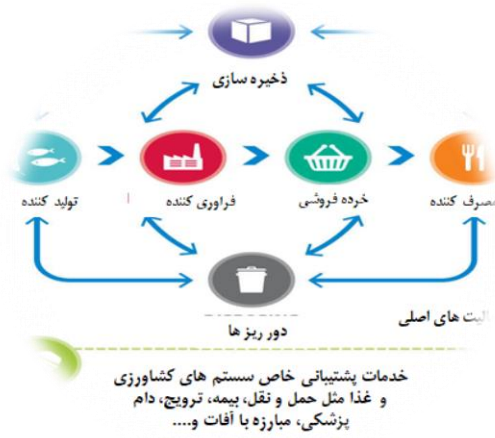 ذخیره سازی
تولید کننده
فراوری کننده
خرده فروشی
مصرف کننده
دور ریز ها
های اصلی
خدمات پشتیبانی خاص سستم های کشاورزی
و غذا مثل حمل و نقل، بیمه، ترویج، دام
پزشکی، مبارزه با آفات و....